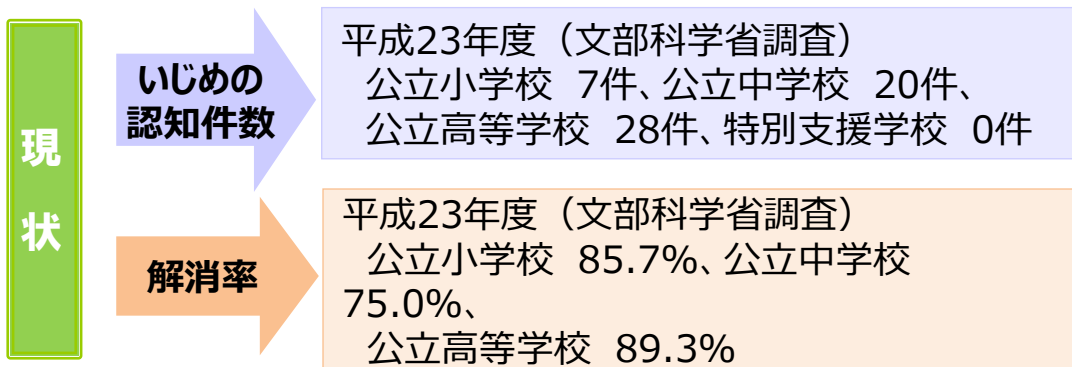 現状
いじめの
認知件数
平成23年度（文部科学省調査）
公立小学校 7件、公立中学校 20件、
公立高等学校 28件、特別支援学校 0件
解消率
平成23年度（文部科学省調査）
公立小学校 85.7%、公立中学校
75.0%、
公立高等学校 89.3%